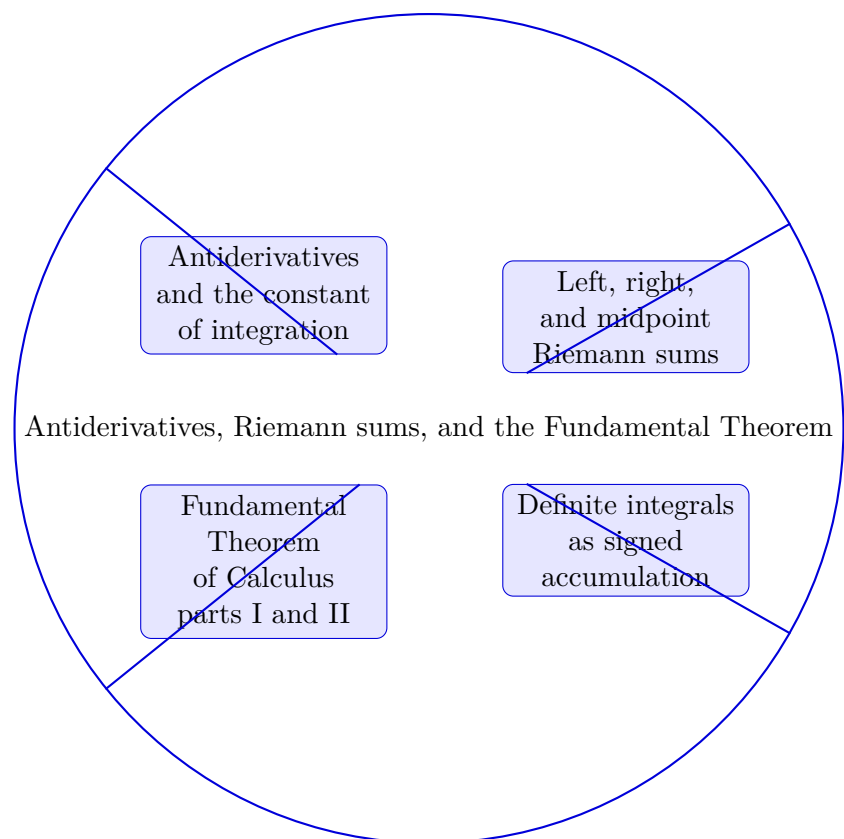 Antiderivatives
and the constant
of integration
Left, right,
and midpoint
Riemann sums
Antiderivatives, Riemann sums, and the Fundamental Theorem
Fundamental
Theorem
of Calculus
parts I and II
Definite integrals
as signed
accumulation